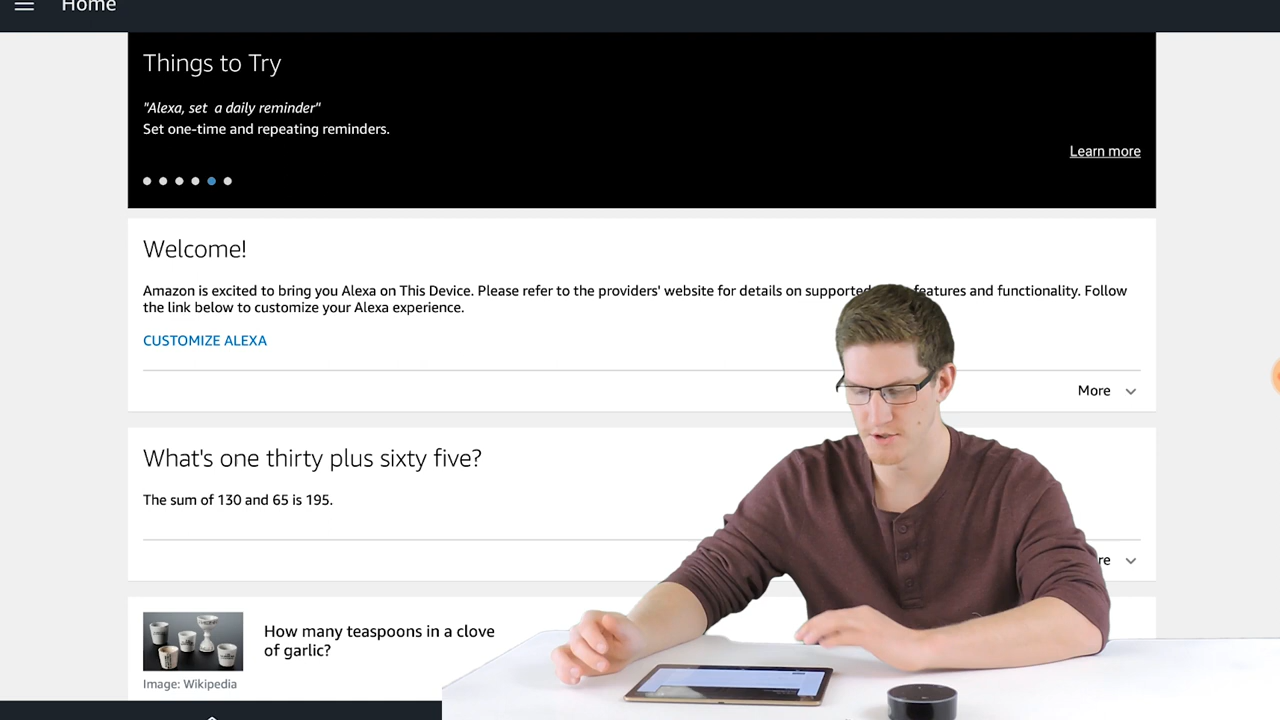 Home
Things to Try
"Alexa, set a daily reminder"
Set one-time and repeating reminders.
Learn more
Welcome!
Amazon is excited to bring you Alexa on This Device. Please refer to the providers' website for details on supported features and functionality. Follow
the link below to customize your Alexa experience.
CUSTOMIZE ALEXA
More
What's one thirty plus sixty five?
The sum of 130 and 65 is 195.
re
How many teaspoons in a clove
of garlic?
Image: Wikipedia